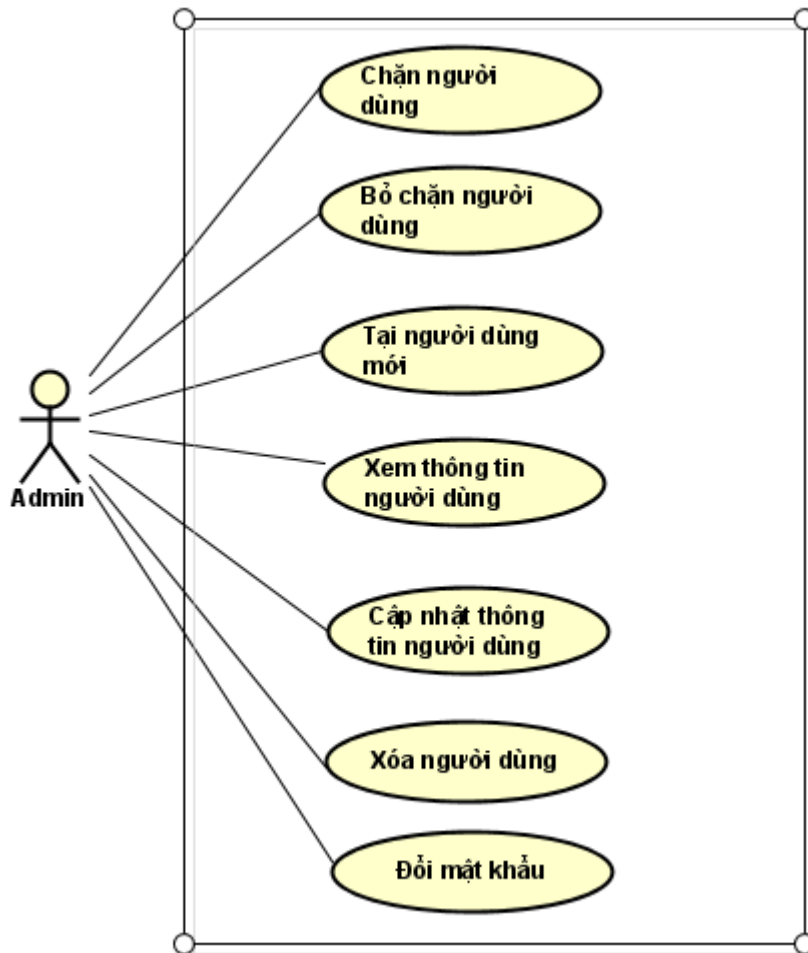 Chặn người
dùng
Bỏ chặn người
dùng
Tại người dùng
mới
Xem thông tin
người dùng
Admin
Cập nhật thông
tin người dùng
Xóa người dùng
Đổi mật khẩu